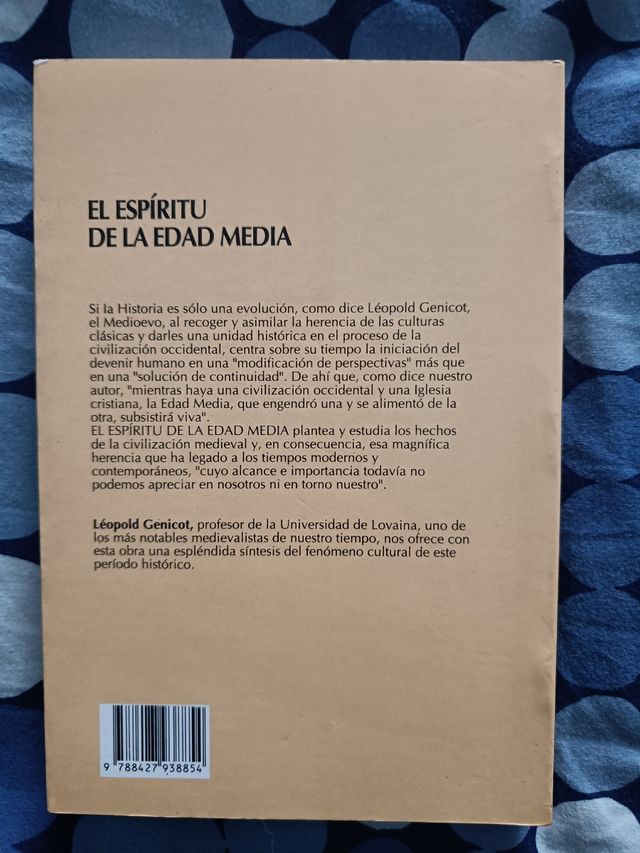 EL ESPÍRITU
DE LA EDAD MEDIA
Si la Historia es sólo una evolución, como dice Léopold Genicot,
el Medioevo, al recoger y asimilar la herencia de las culturas
clásicas y darles una unidad histórica en el proceso de la
civilización occidental, centra sobre su tiempo la iniciación del
devenir humano en una "modificación de perspectivas" más que
en una "solución de continuidad". De ahí que, como dice nuestro
autor, "mientras haya una civilización occidental y una Iglesia
cristiana, la Edad Media, que engendró una y se alimentó de la
otra, subsistirá viva".
EL ESPÍRITU DE LA EDAD MEDIA plantea y estudia los hechos
de la civilización medieval y, en consecuencia, esa magnífica
herencia que ha legado a los tiempos modernos y
contemporáneos, "cuyo alcance e importancia todavía no
podemos apreciar en nosotros ni en torno nuestro".
Léopold Genicot, profesor de la Universidad de Lovaina, uno de
los más notables medievalistas de nuestro tiempo, nos ofrece con
esta obra una espléndida síntesis del fenómeno cultural de este
período histórico.
9 788427 938854